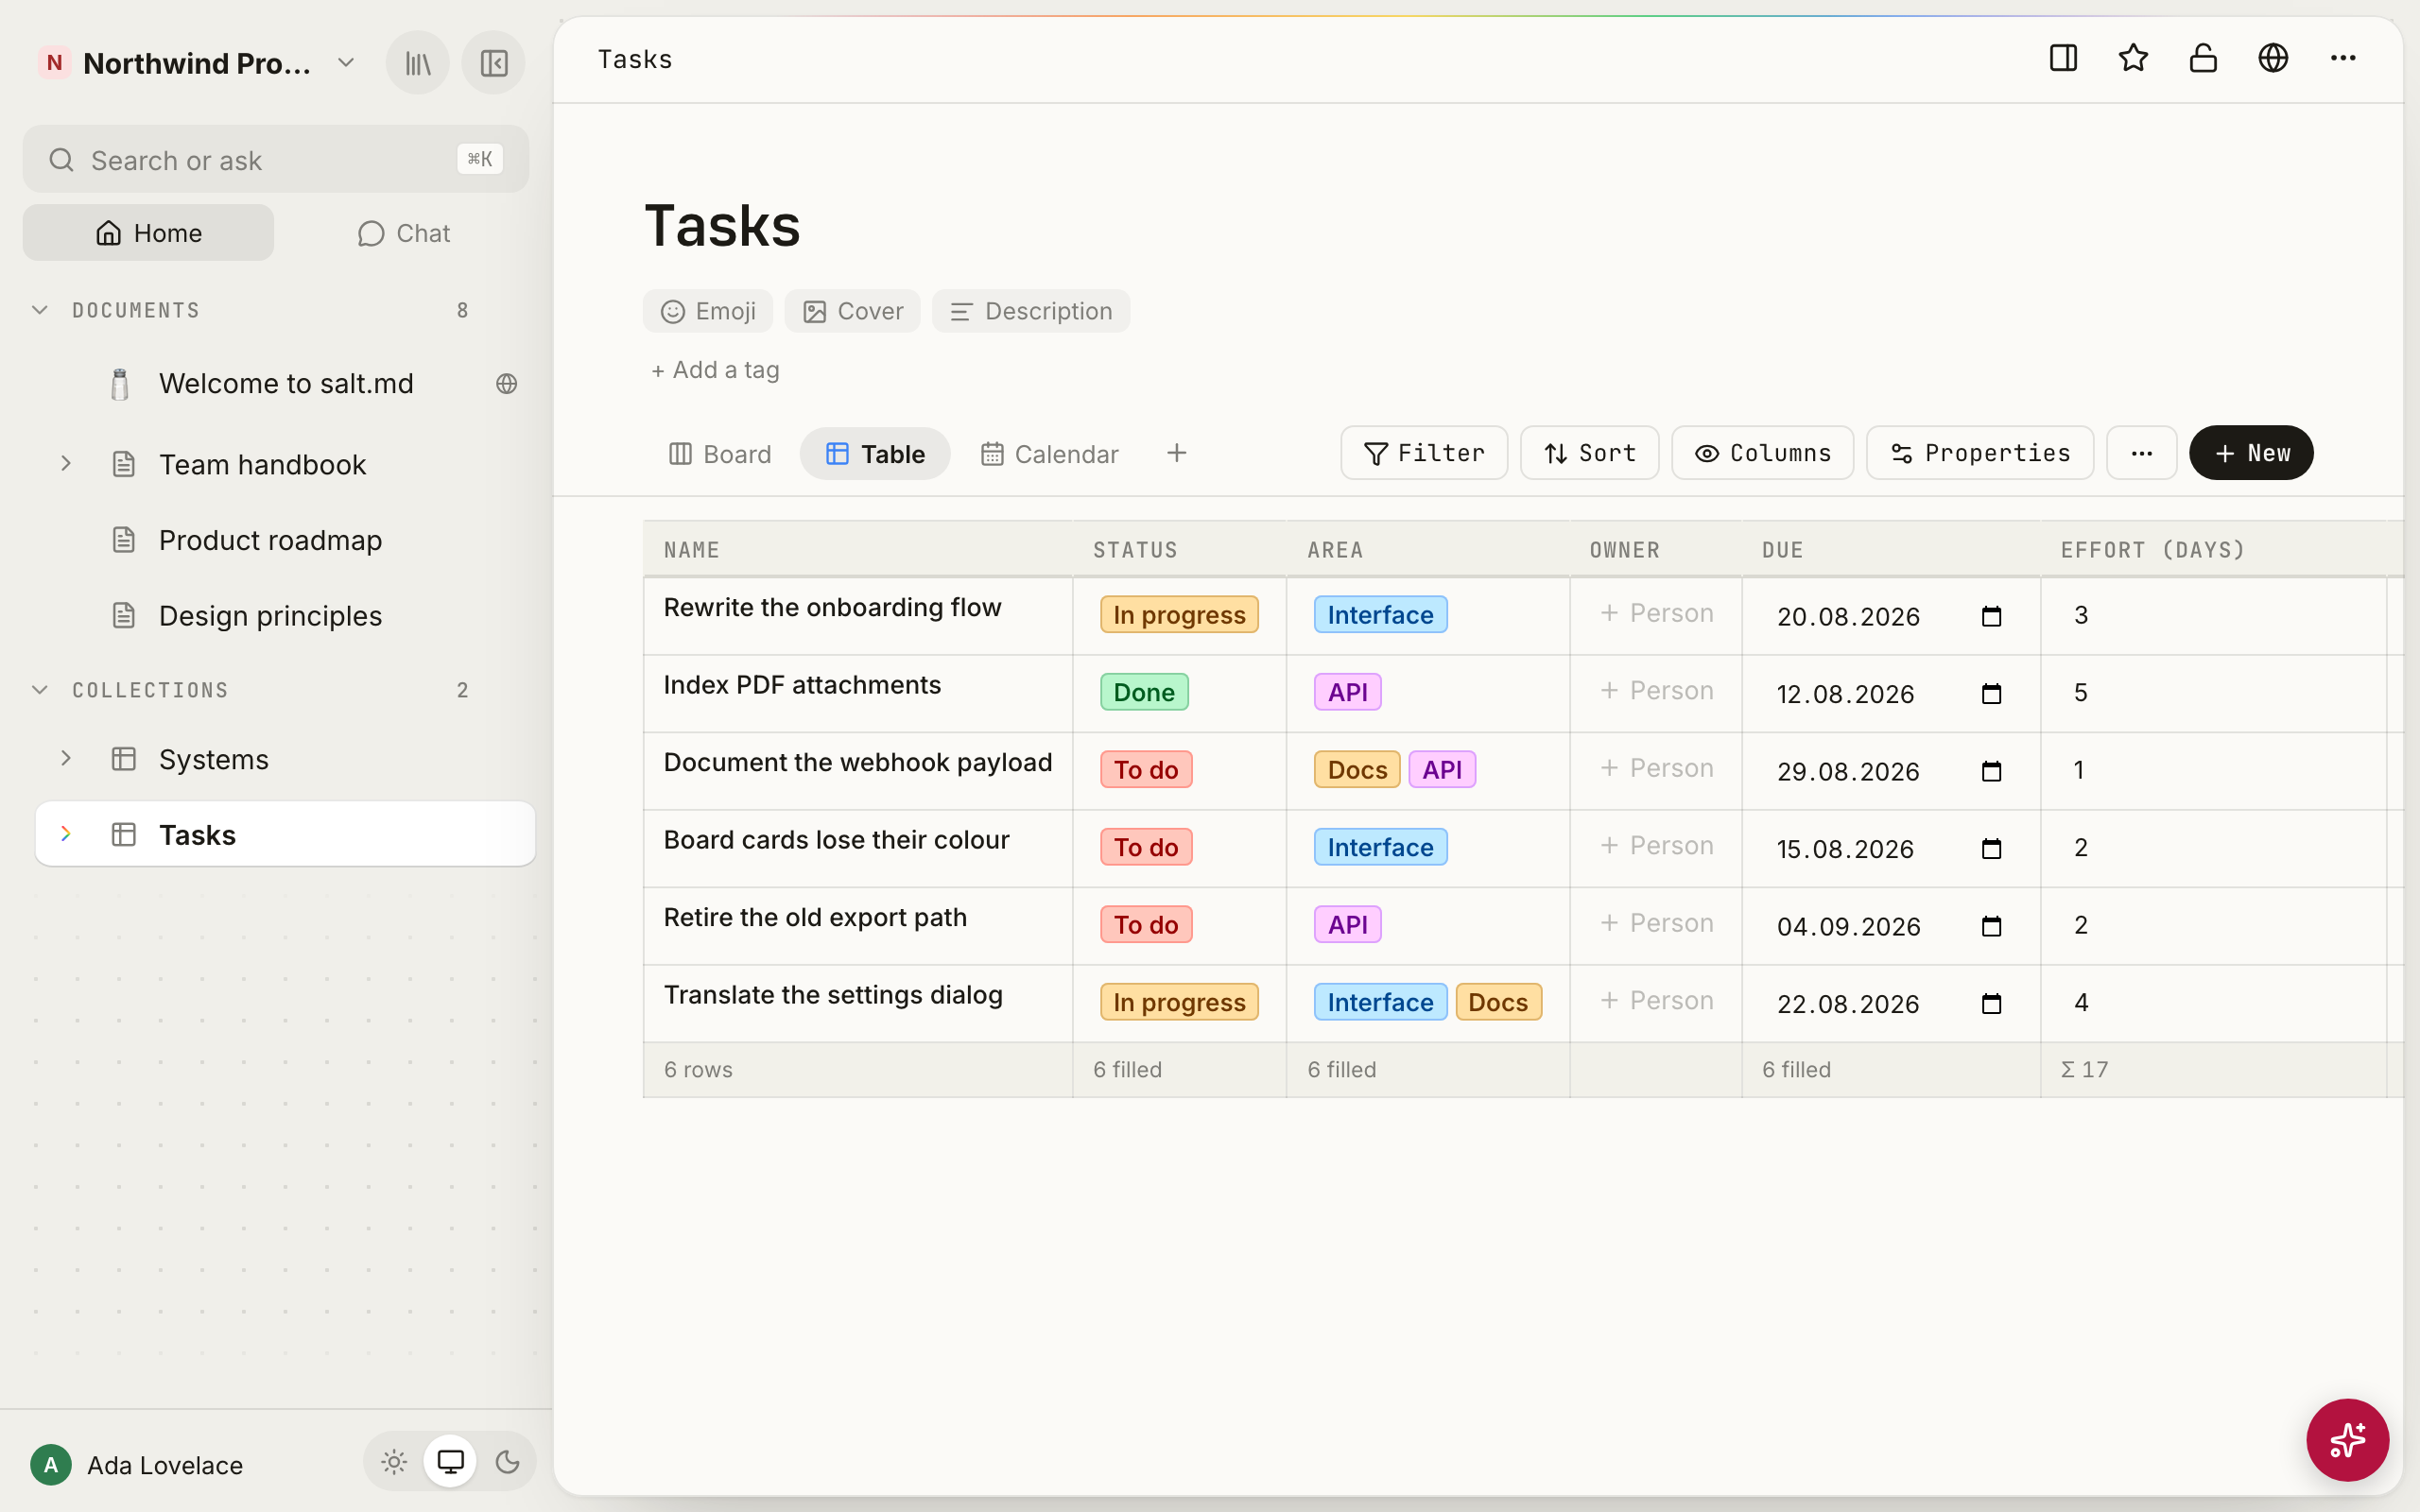 N Northwind Pro...
Search or ask ⌘K
Home Chat
DOCUMENTS 8
Welcome to salt.md
Team handbook
Product roadmap
Design principles
COLLECTIONS 2
Systems
Tasks
A Ada Lovelace
Tasks
Tasks
Emoji Cover Description
+ Add a tag
Board Table Calendar + Filter Sort Columns Properties ... + New
NAME STATUS AREA OWNER DUE EFFORT (DAYS)
Rewrite the onboarding flow In progress Interface + Person 20.08.2026 3
Index PDF attachments Done API + Person 12.08.2026 5
Document the webhook payload To do Docs API + Person 29.08.2026 1
Board cards lose their colour To do Interface + Person 15.08.2026 2
Retire the old export path To do API + Person 04.09.2026 2
Translate the settings dialog In progress Interface Docs + Person 22.08.2026 4
6 rows 6 filled 6 filled 6 filled Σ 17